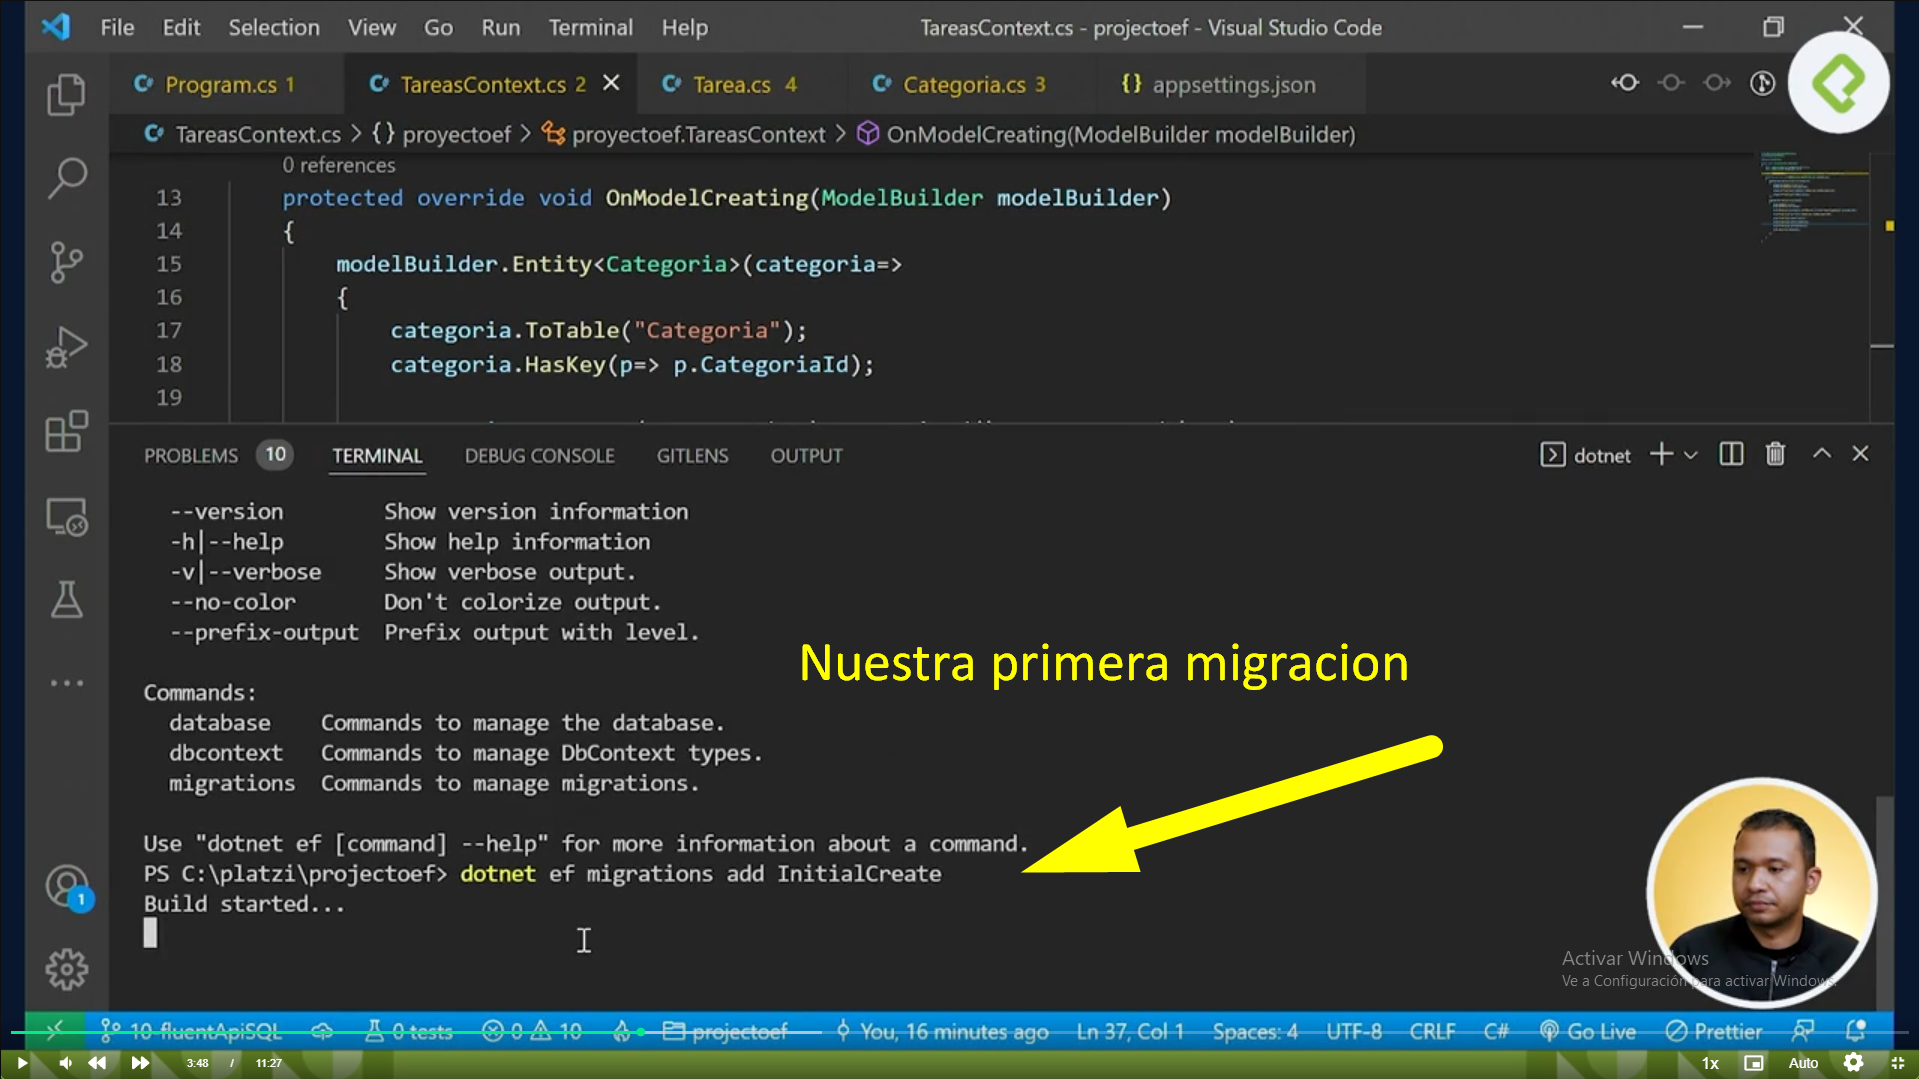 File Edit Selection View Go Run Terminal Help TareasContext.cs - projectoef - Visual Studio Code
Program.cs 1 TareasContext.cs 2 Tarea.cs 4 Categoria.cs 3 {} appsettings.json
TareasContext.cs > {} proyectoef > proyectoef.TareasContext > OnModelCreating(ModelBuilder modelBuilder)
0 references
13 protected override void OnModelCreating(ModelBuilder modelBuilder)
14 {
15 modelBuilder.Entity<Categoria>(categoria=>
16 {
17 categoria.ToTable("Categoria");
18 categoria.HasKey(p=> p.CategoriaId);
19
PROBLEMS 10 TERMINAL DEBUG CONSOLE GITLENS OUTPUT dotnet
--version Show version information
-h|--help Show help information
-v|--verbose Show verbose output.
--no-color Don't colorize output.
--prefix-output Prefix output with level.
Nuestra primera migracion
Commands:
database Commands to manage the database.
dbcontext Commands to manage DbContext types.
migrations Commands to manage migrations.
Use "dotnet ef [command] --help" for more information about a command.
PS C:\platzi\projectoef> dotnet ef migrations add InitialCreate
Build started...
1
Activar Windows
Ve a Configuración para activar Windows.
10-fluentApiSQL 0 tests 0 10 projectoef You, 16 minutes ago Ln 37, Col 1 Spaces: 4 UTF-8 CRLF C# Go Live Prettier
3:48 / 11:27 1x Auto